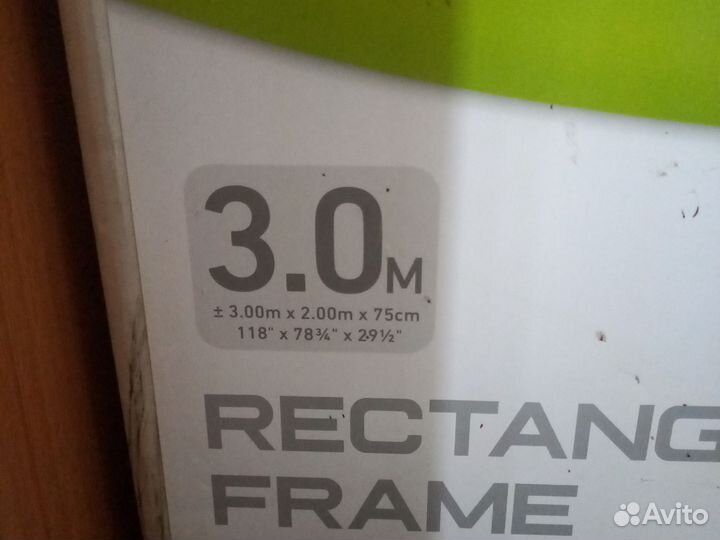 3.0M
± 3.00m x 2.00m x 75cm
118" x 78¾" x 29½"
RECTANG
FRAME
Avito